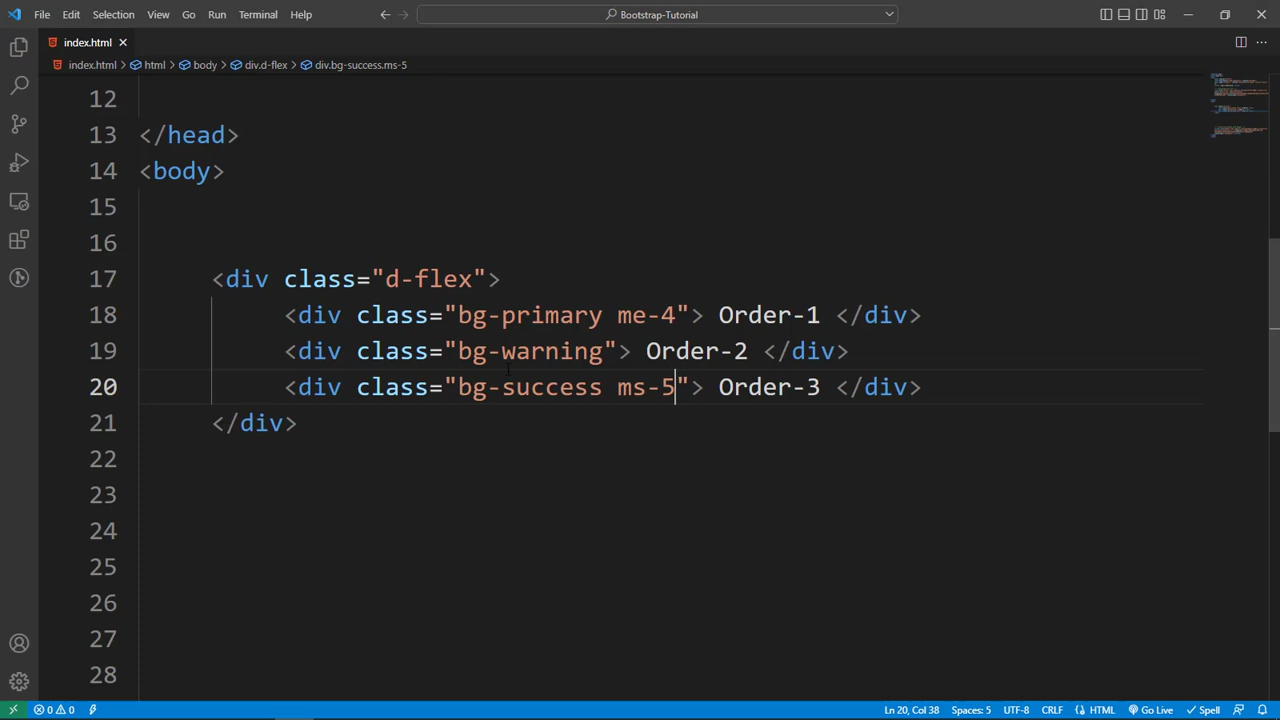 File Edit Selection View Go Run Terminal Help Bootstrap-Tutorial
index.html
index.html > html > body > div.d-flex > div.bg-success.ms-5
12
13 </head>
14 <body>
15
16
17 <div class="d-flex">
18 <div class="bg-primary me-4"> Order-1 </div>
19 <div class="bg-warning"> Order-2 </div>
20 <div class="bg-success ms-5"> Order-3 </div>
21 </div>
22
23
24
25
26
27
28
0 0 Ln 20, Col 38 Spaces: 5 UTF-8 CRLF HTML Go Live Spell